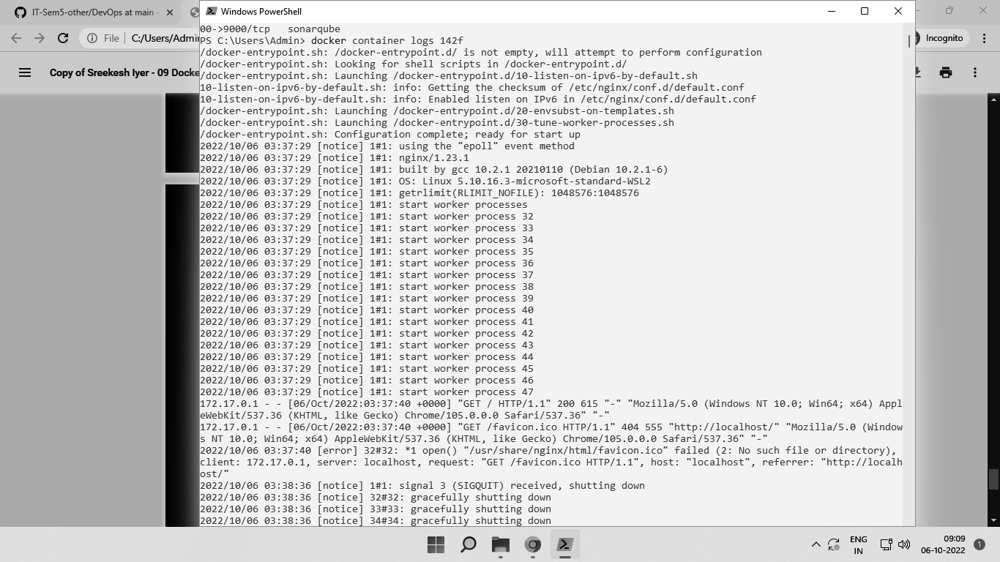 IT-Sem5-other/DevOps at main
Windows PowerShell
File
C:/Users/Admi
Incognito
Copy of Sreekesh Iyer - 09 Docke
00->9000/tcp   sonarqube
PS C:\Users\Admin> docker container logs 142f
/docker-entrypoint.sh: /docker-entrypoint.d/ is not empty, will attempt to perform configuration
/docker-entrypoint.sh: Looking for shell scripts in /docker-entrypoint.d/
/docker-entrypoint.sh: Launching /docker-entrypoint.d/10-listen-on-ipv6-by-default.sh
10-listen-on-ipv6-by-default.sh: info: Getting the checksum of /etc/nginx/conf.d/default.conf
10-listen-on-ipv6-by-default.sh: info: Enabled listen on IPv6 in /etc/nginx/conf.d/default.conf
/docker-entrypoint.sh: Launching /docker-entrypoint.d/20-envsubst-on-templates.sh
/docker-entrypoint.sh: Launching /docker-entrypoint.d/30-tune-worker-processes.sh
/docker-entrypoint.sh: Configuration complete; ready for start up
2022/10/06 03:37:29 [notice] 1#1: using the "epoll" event method
2022/10/06 03:37:29 [notice] 1#1: nginx/1.23.1
2022/10/06 03:37:29 [notice] 1#1: built by gcc 10.2.1 20210110 (Debian 10.2.1-6)
2022/10/06 03:37:29 [notice] 1#1: OS: Linux 5.10.16.3-microsoft-standard-WSL2
2022/10/06 03:37:29 [notice] 1#1: getrlimit(RLIMIT_NOFILE): 1048576:1048576
2022/10/06 03:37:29 [notice] 1#1: start worker processes
2022/10/06 03:37:29 [notice] 1#1: start worker process 32
2022/10/06 03:37:29 [notice] 1#1: start worker process 33
2022/10/06 03:37:29 [notice] 1#1: start worker process 34
2022/10/06 03:37:29 [notice] 1#1: start worker process 35
2022/10/06 03:37:29 [notice] 1#1: start worker process 36
2022/10/06 03:37:29 [notice] 1#1: start worker process 37
2022/10/06 03:37:29 [notice] 1#1: start worker process 38
2022/10/06 03:37:29 [notice] 1#1: start worker process 39
2022/10/06 03:37:29 [notice] 1#1: start worker process 40
2022/10/06 03:37:29 [notice] 1#1: start worker process 41
2022/10/06 03:37:29 [notice] 1#1: start worker process 42
2022/10/06 03:37:29 [notice] 1#1: start worker process 43
2022/10/06 03:37:29 [notice] 1#1: start worker process 44
2022/10/06 03:37:29 [notice] 1#1: start worker process 45
2022/10/06 03:37:29 [notice] 1#1: start worker process 46
2022/10/06 03:37:29 [notice] 1#1: start worker process 47
172.17.0.1 - - [06/Oct/2022:03:37:40 +0000] "GET / HTTP/1.1" 200 615 "-" "Mozilla/5.0 (Windows NT 10.0; Win64; x64) Appl
eWebKit/537.36 (KHTML, like Gecko) Chrome/105.0.0.0 Safari/537.36" "-"
172.17.0.1 - - [06/Oct/2022:03:37:40 +0000] "GET /favicon.ico HTTP/1.1" 404 555 "http://localhost/" "Mozilla/5.0 (Window
s NT 10.0; Win64; x64) AppleWebKit/537.36 (KHTML, like Gecko) Chrome/105.0.0.0 Safari/537.36" "-"
2022/10/06 03:37:40 [error] 32#32: *1 open() "/usr/share/nginx/html/favicon.ico" failed (2: No such file or directory),
client: 172.17.0.1, server: localhost, request: "GET /favicon.ico HTTP/1.1", host: "localhost", referrer: "http://localh
ost/"
2022/10/06 03:38:36 [notice] 1#1: signal 3 (SIGQUIT) received, shutting down
2022/10/06 03:38:36 [notice] 32#32: gracefully shutting down
2022/10/06 03:38:36 [notice] 33#33: gracefully shutting down
2022/10/06 03:38:36 [notice] 34#34: gracefully shutting down
ENG
IN
09:09
06-10-2022
1